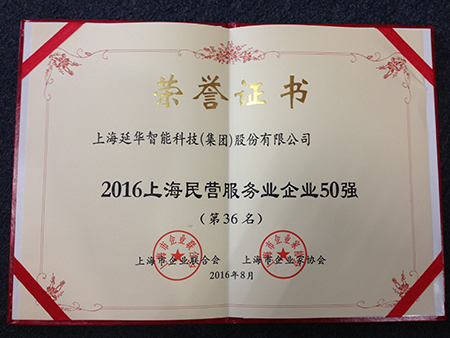 荣誉证书
上海延华智能科技(集团)股份有限公司
2016上海民营服务业企业50强
(第36名)
上海市企业联合会 上海市企业家协会
2016年8月